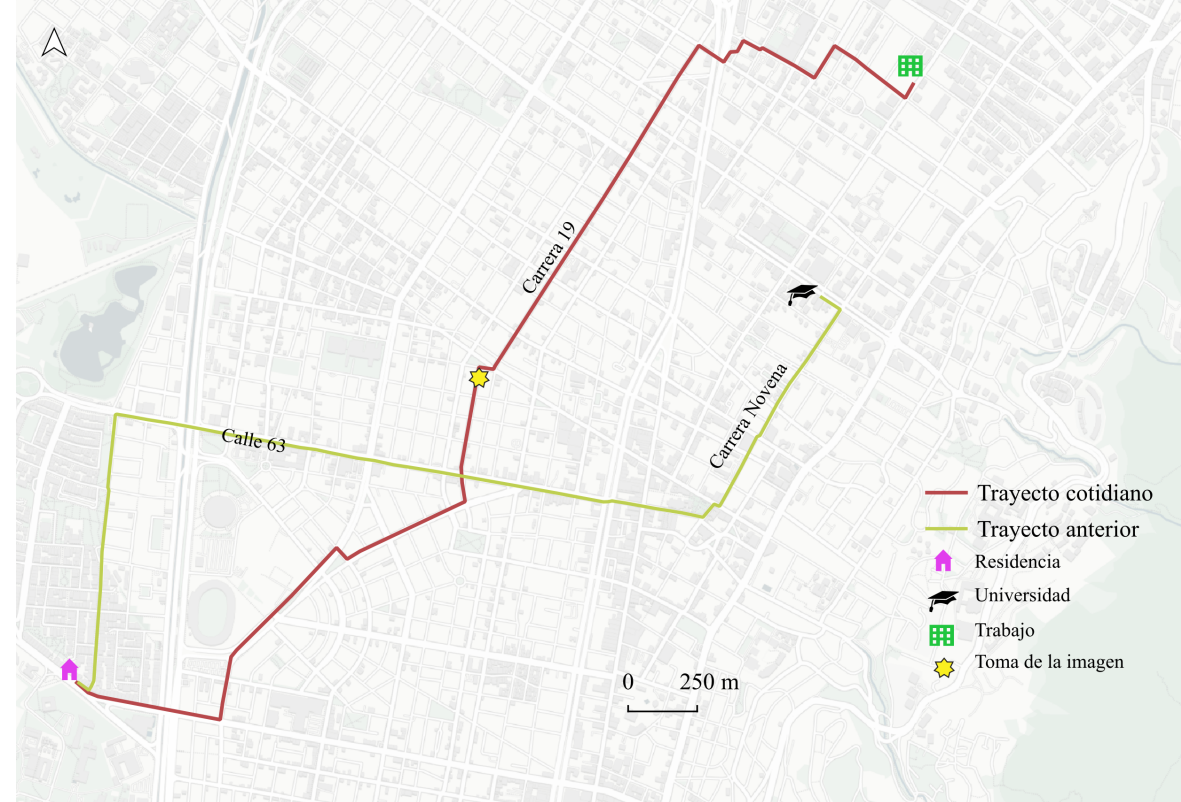 Carrera 19
Calle 63
Carrera Novena
Trayecto cotidiano
Trayecto anterior
Residencia
Universidad
Trabajo
Toma de la imagen
0 250 m